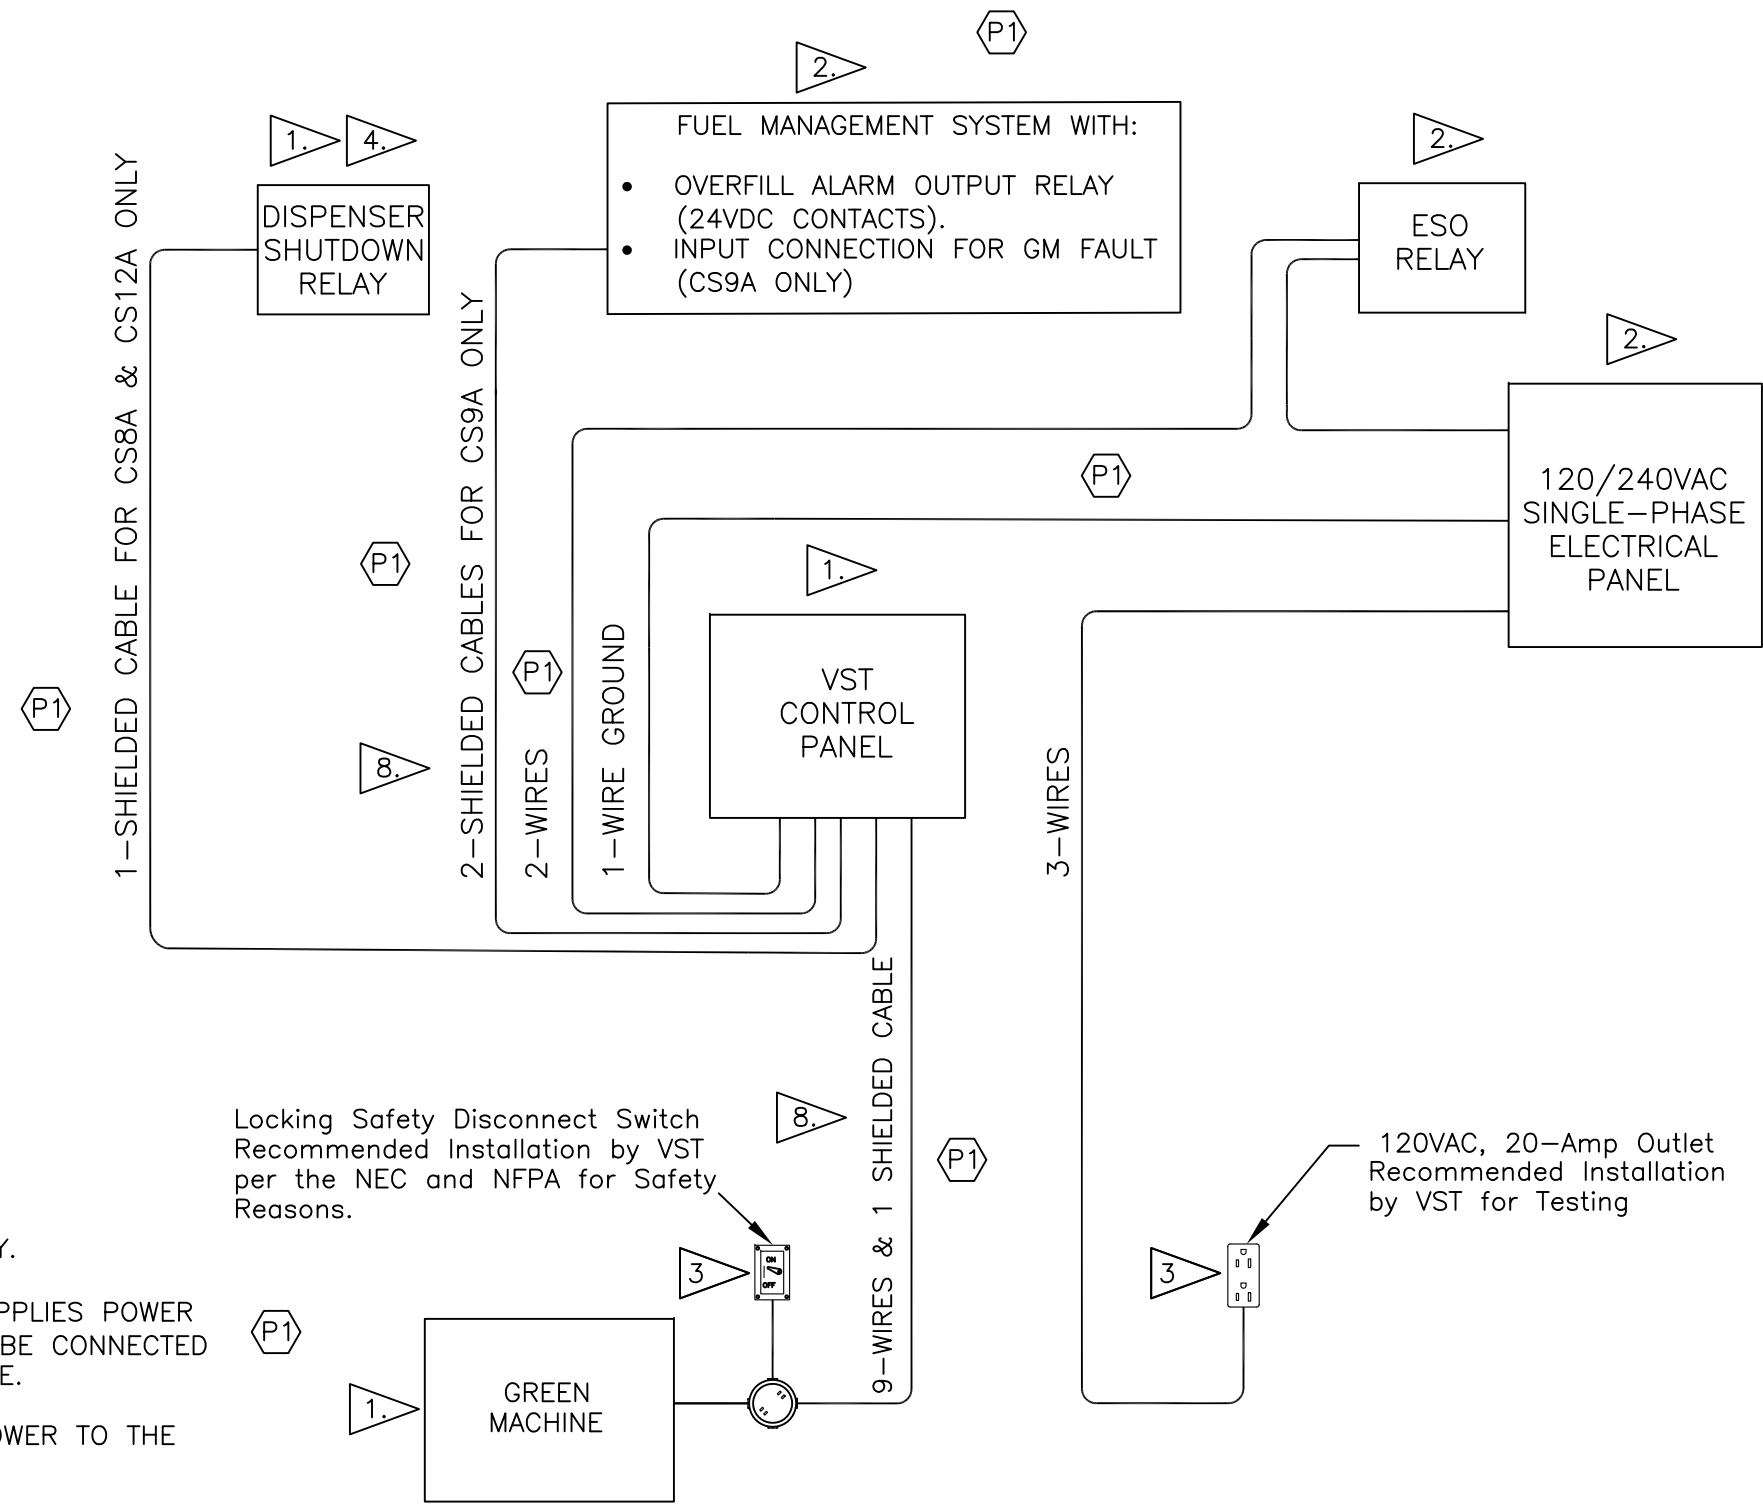 P1
2.
1.
4.
FUEL MANAGEMENT SYSTEM WITH:
• OVERFILL ALARM OUTPUT RELAY
(24VDC CONTACTS).
• INPUT CONNECTION FOR GM FAULT
(CS9A ONLY)
2.
DISPENSER
SHUTDOWN
RELAY
ESO
RELAY
2.
1-SHIELDED CABLE FOR CS8A & CS12A ONLY
2-SHIELDED CABLES FOR CS9A ONLY
P1
120/240VAC
SINGLE-PHASE
ELECTRICAL
PANEL
P1
1.
P1
P1
8.
2-WIRES
1-WIRE GROUND
VST
CONTROL
PANEL
3-WIRES
9-WIRES & 1 SHIELDED CABLE
8.
P1
Locking Safety Disconnect Switch
Recommended Installation by VST
per the NEC and NFPA for Safety
Reasons.
120VAC, 20-Amp Outlet
Recommended Installation
by VST for Testing
3
ON
OFF
3
Y.
PPLIES POWER
BE CONNECTED
E.
OWER TO THE
P1
1.
GREEN
MACHINE